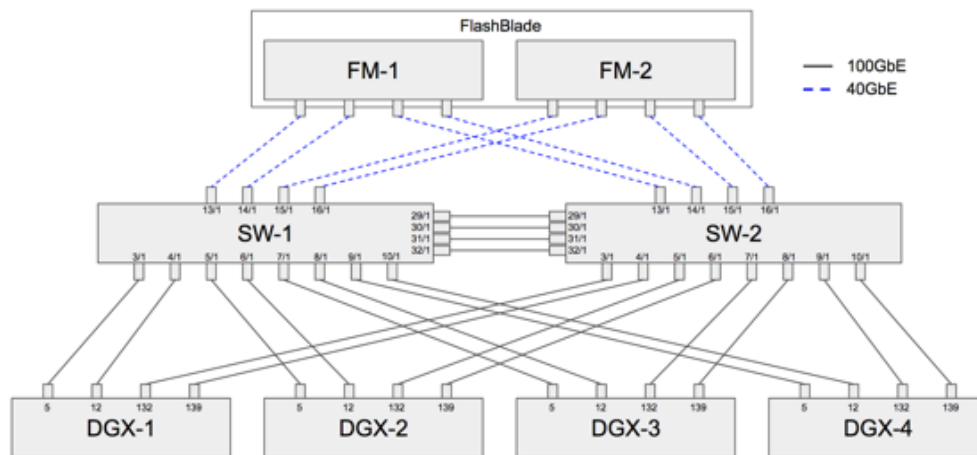 FlashBlade
FM-1
FM-2
100GbE
40GbE
13/1 14/1 15/1 16/1
13/1 14/1 15/1 16/1
SW-1
29/1
30/1
31/1
32/1
29/1
30/1
31/1
32/1
SW-2
3/1 4/1 5/1 6/1 7/1 8/1 9/1 10/1
3/1 4/1 5/1 6/1 7/1 8/1 9/1 10/1
5 12 132 139
5 12 132 139
5 12 132 139
5 12 132 139
DGX-1
DGX-2
DGX-3
DGX-4